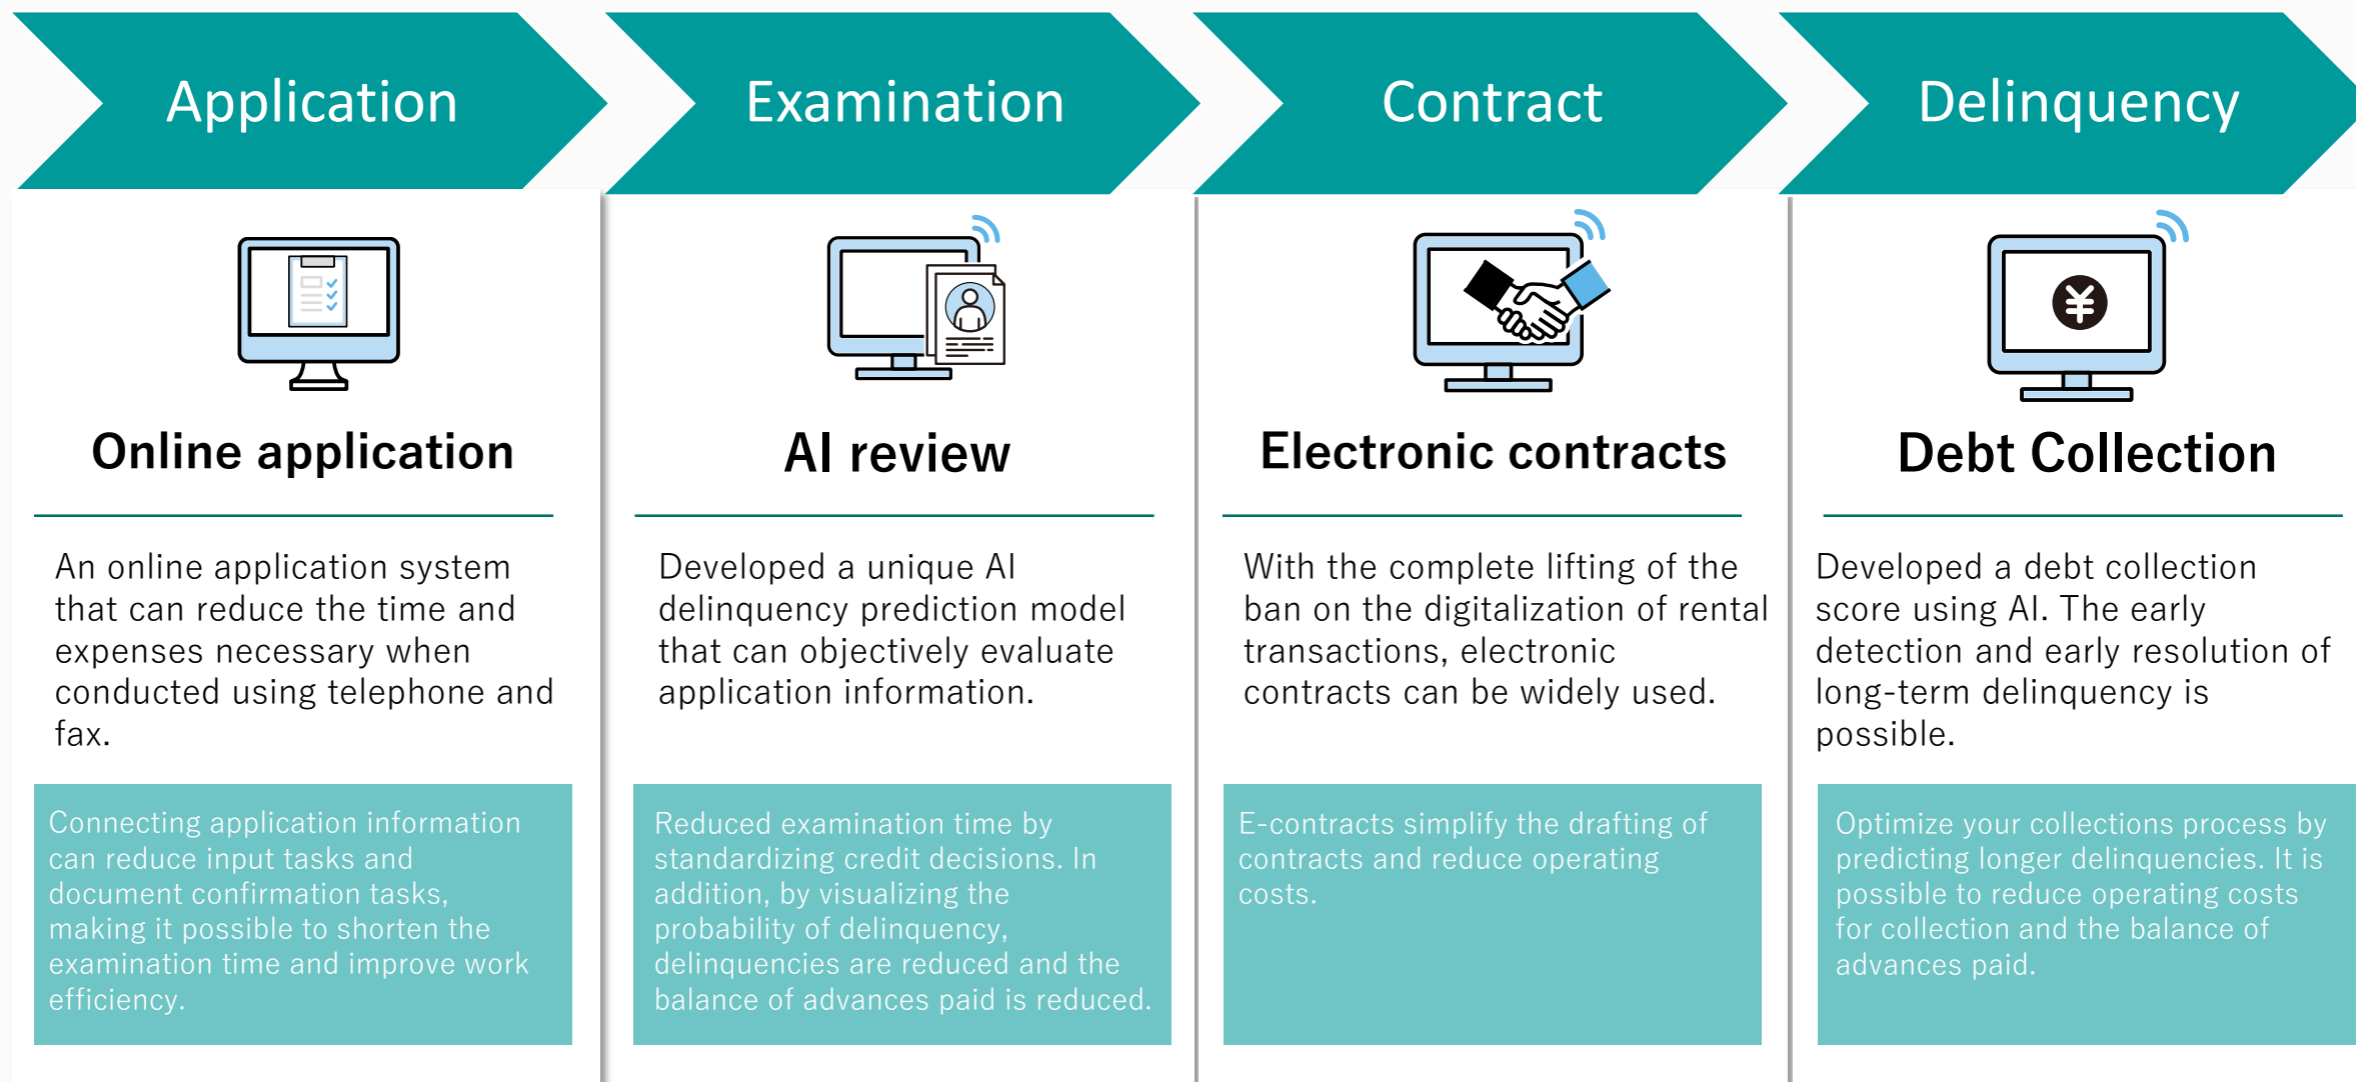 Application
Examination
Contract
Delinquency
Online application
An online application system
that can reduce the time and
expenses necessary when
conducted using telephone and
fax.
Connecting application information
can reduce input tasks and
document confirmation tasks,
making it possible to shorten the
examination time and improve work
efficiency.
AI review
Developed a unique AI
delinquency prediction model
that can objectively evaluate
application information.
Reduced examination time by
standardizing credit decisions. In
addition, by visualizing the
probability of delinquency,
delinquencies are reduced and the
balance of advances paid is reduced.
Electronic contracts
With the complete lifting of the
ban on the digitalization of rental
transactions, electronic
contracts can be widely used.
E-contracts simplify the drafting of
contracts and reduce operating
costs.
¥
Debt Collection
Developed a debt collection
score using AI. The early
detection and early resolution of
long-term delinquency is
possible.
Optimize your collections process by
predicting longer delinquencies. It is
possible to reduce operating costs
for collection and the balance of
advances paid.